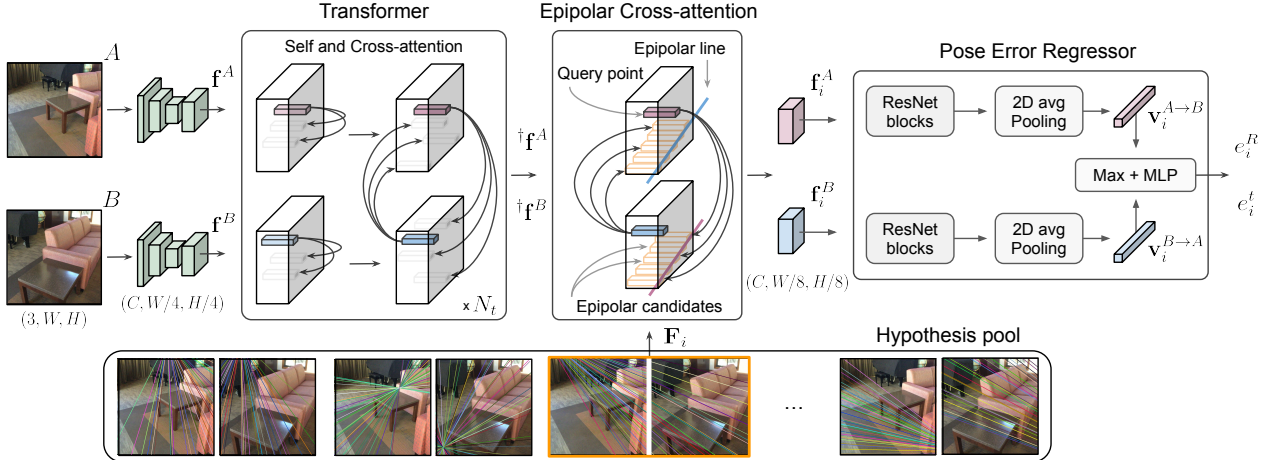 Transformer
Epipolar Cross-attention
Self and Cross-attention
Epipolar line
Query point
Pose Error Regressor
A
f^A
†f^A
f_i^A
ResNet
blocks
2D avg
Pooling
v_i^{A→B}
e_i^R
Max + MLP
B
f^B
†f^B
f_i^B
e_i^t
ResNet
blocks
2D avg
Pooling
v_i^{B→A}
(3, W, H)
(C, W/4, H/4)
x N_t
Epipolar candidates
(C, W/8, H/8)
F_i
Hypothesis pool
...